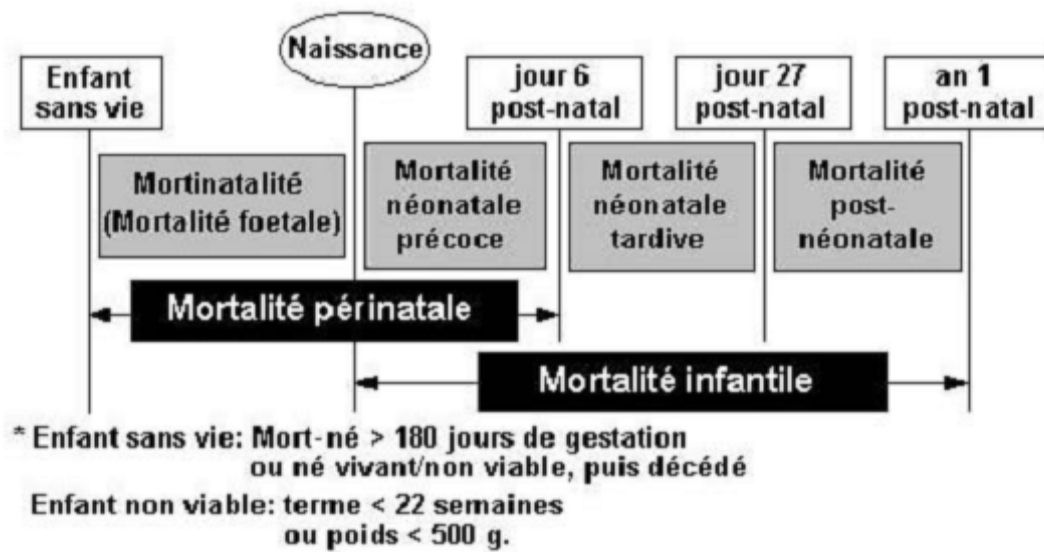 Naissance
Enfant
sans vie
jour 6
post-natal
jour 27
post-natal
an 1
post-natal
Mortinatalité
(Mortalité foetale)
Mortalité
néonatale
précoce
Mortalité
néonatale
tardive
Mortalité
post-
néonatale
Mortalité périnatale
Mortalité infantile
* Enfant sans vie: Mort-né > 180 jours de gestation
ou né vivant/non viable, puis décédé
Enfant non viable: terme < 22 semaines
ou poids < 500 g.